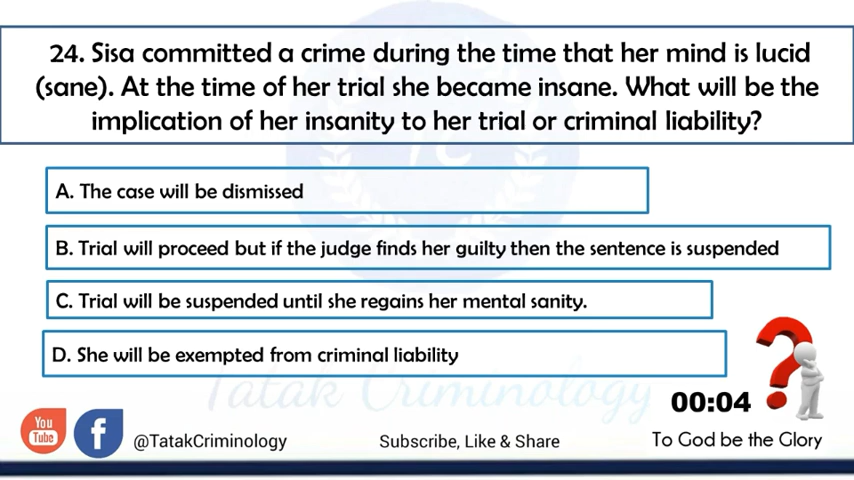 24. Sisa committed a crime during the time that her mind is lucid
(sane). At the time of her trial she became insane. What will be the
implication of her insanity to her trial or criminal liability?
A. The case will be dismissed
B. Trial will proceed but if the judge finds her guilty then the sentence is suspended
C. Trial will be suspended until she regains her mental sanity.
D. She will be exempted from criminal liability
Tatak Criminology
00:04
You
Tube
f
@TatakCriminology
Subscribe, Like & Share
To God be the Glory